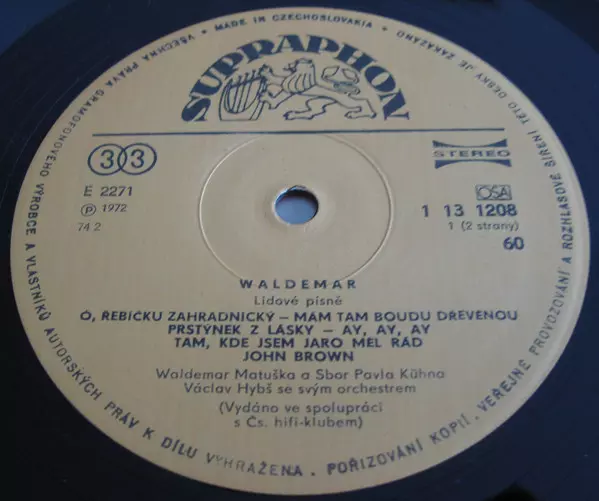 MADE IN CZECHOSLOVAKIA
VŠECHNA PRÁVA GRAMOFONOVÉHO VÝROBCE A VLASTNÍKŮ AUTORSKÝCH PRÁV K DÍLU VYHRAŽENA. POŘIZOVÁNÍ KOPIÍ, VEŘEJNÉ PROVOZOVÁNÍ A ROZHLASOVÉ ŠÍŘENÍ TÉTO DESKY JE ZAKÁZÁNO
SUPRAPHON
33
STEREO
E 2271
℗ 1972
74 2
OSA
1 13 1208
1 (2 strany)
60
WALDEMAR
Lidové písně
Ó, ŘEBÍČKU ZAHRADNICKÝ – MÁM TAM BOUDU DŘEVĚNOU
PRSTÝNEK Z LÁSKY – AY, AY, AY
TAM, KDE JSEM JARO MĚL RÁD
JOHN BROWN
Waldemar Matuška a Sbor Pavla Kühna
Václav Hybš se svým orchestrem
(Vydáno ve spolupráci
s Čs. hifi-klubem)